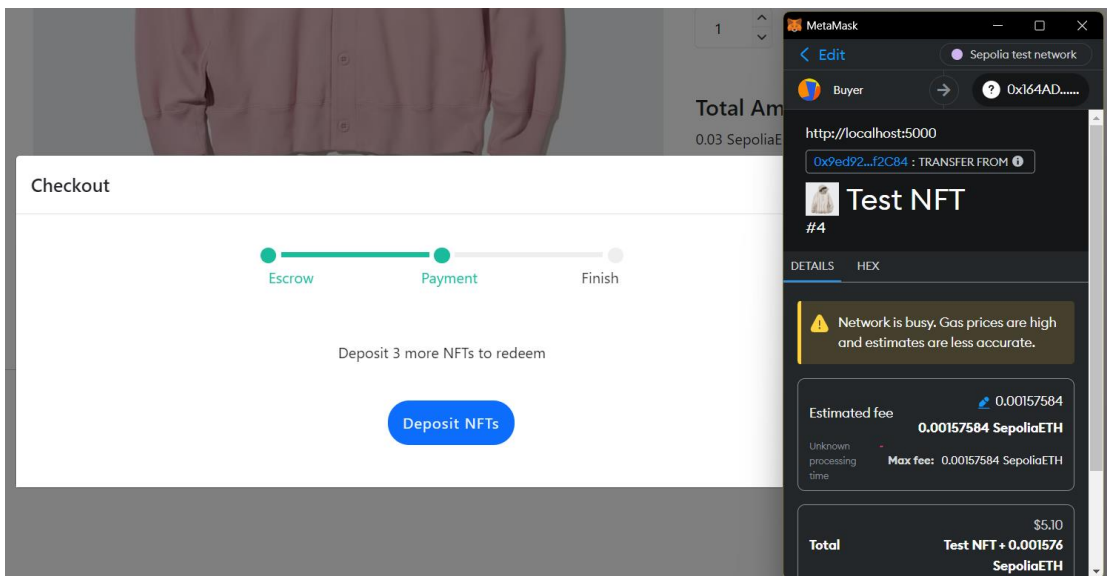 1
Total Am
0.03 SepoliaE
Checkout
Escrow
Payment
Finish
Deposit 3 more NFTs to redeem
Deposit NFTs
MetaMask
Edit
Sepolia test network
Buyer
0x164AD......
http://localhost:5000
0x9ed92...f2C84 : TRANSFER FROM
Test NFT
#4
DETAILS HEX
Network is busy. Gas prices are high
and estimates are less accurate.
Estimated fee
0.00157584
0.00157584 SepoliaETH
Unknown
processing
time
-
Max fee: 0.00157584 SepoliaETH
$5.10
Total
Test NFT + 0.001576
SepoliaETH